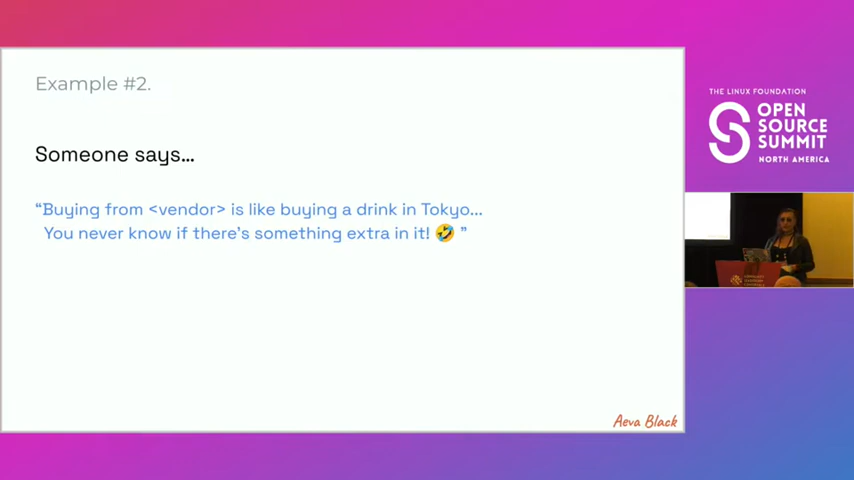 Example #2.
Someone says...
“Buying from <vendor> is like buying a drink in Tokyo...
You never know if there's something extra in it! 🤣 ”
Aeva Black
THE LINUX FOUNDATION
OPEN
SOURCE
SUMMIT
NORTH AMERICA